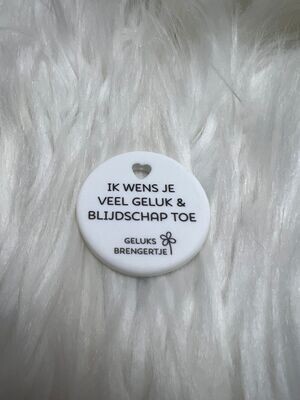 IK WENS JE
VEEL GELUK &
BLIJDSCHAP TOE
GELUKS
BRENGERTJE